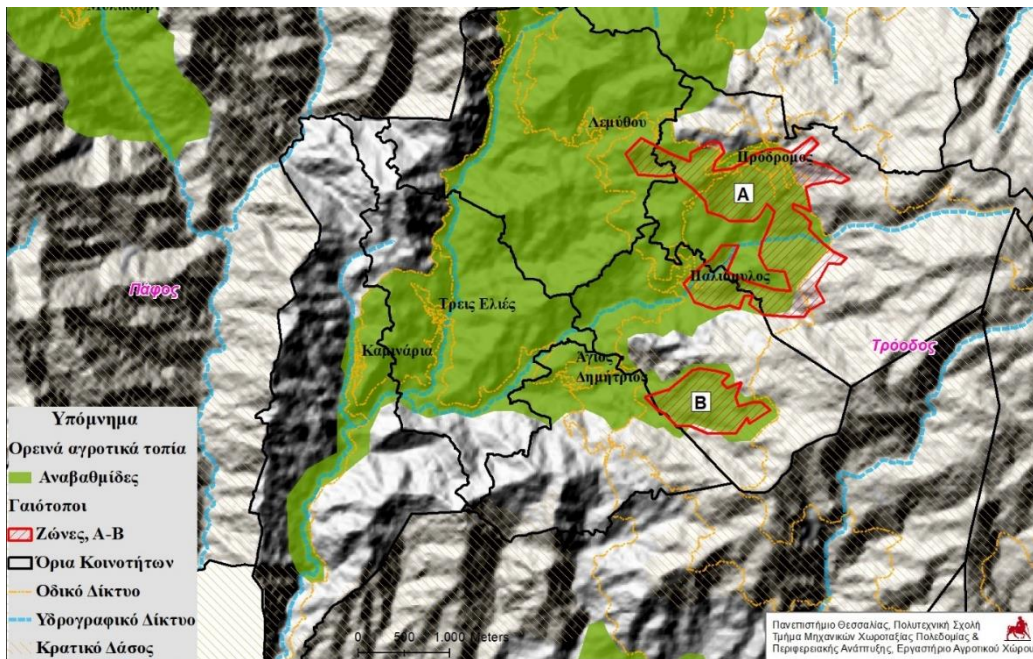 Λεμύθου
Πρόδρομος
Α
Παλιόμυλος
Πάφος
Τρεις Ελιές
Καμινάρια
Τρόοδος
Άγιος
Δημήτριος
Β
Υπόμνημα
Ορεινά αγροτικά τοπία
Αναβαθμίδες
Γαιότοποι
Ζώνες, Α-Β
Όρια Κοινοτήτων
Οδικό Δίκτυο
Υδρογραφικό Δίκτυο
Κρατικό Δάσος
0 500 1.000 Meters
Πανεπιστήμιο Θεσσαλίας, Πολυτεχνική Σχολή
Τμήμα Μηχανικών Χωροταξίας Πολεδομίας &
Περιφερειακής Ανάπτυξης, Εργαστήριο Αγροτικού Χώρου